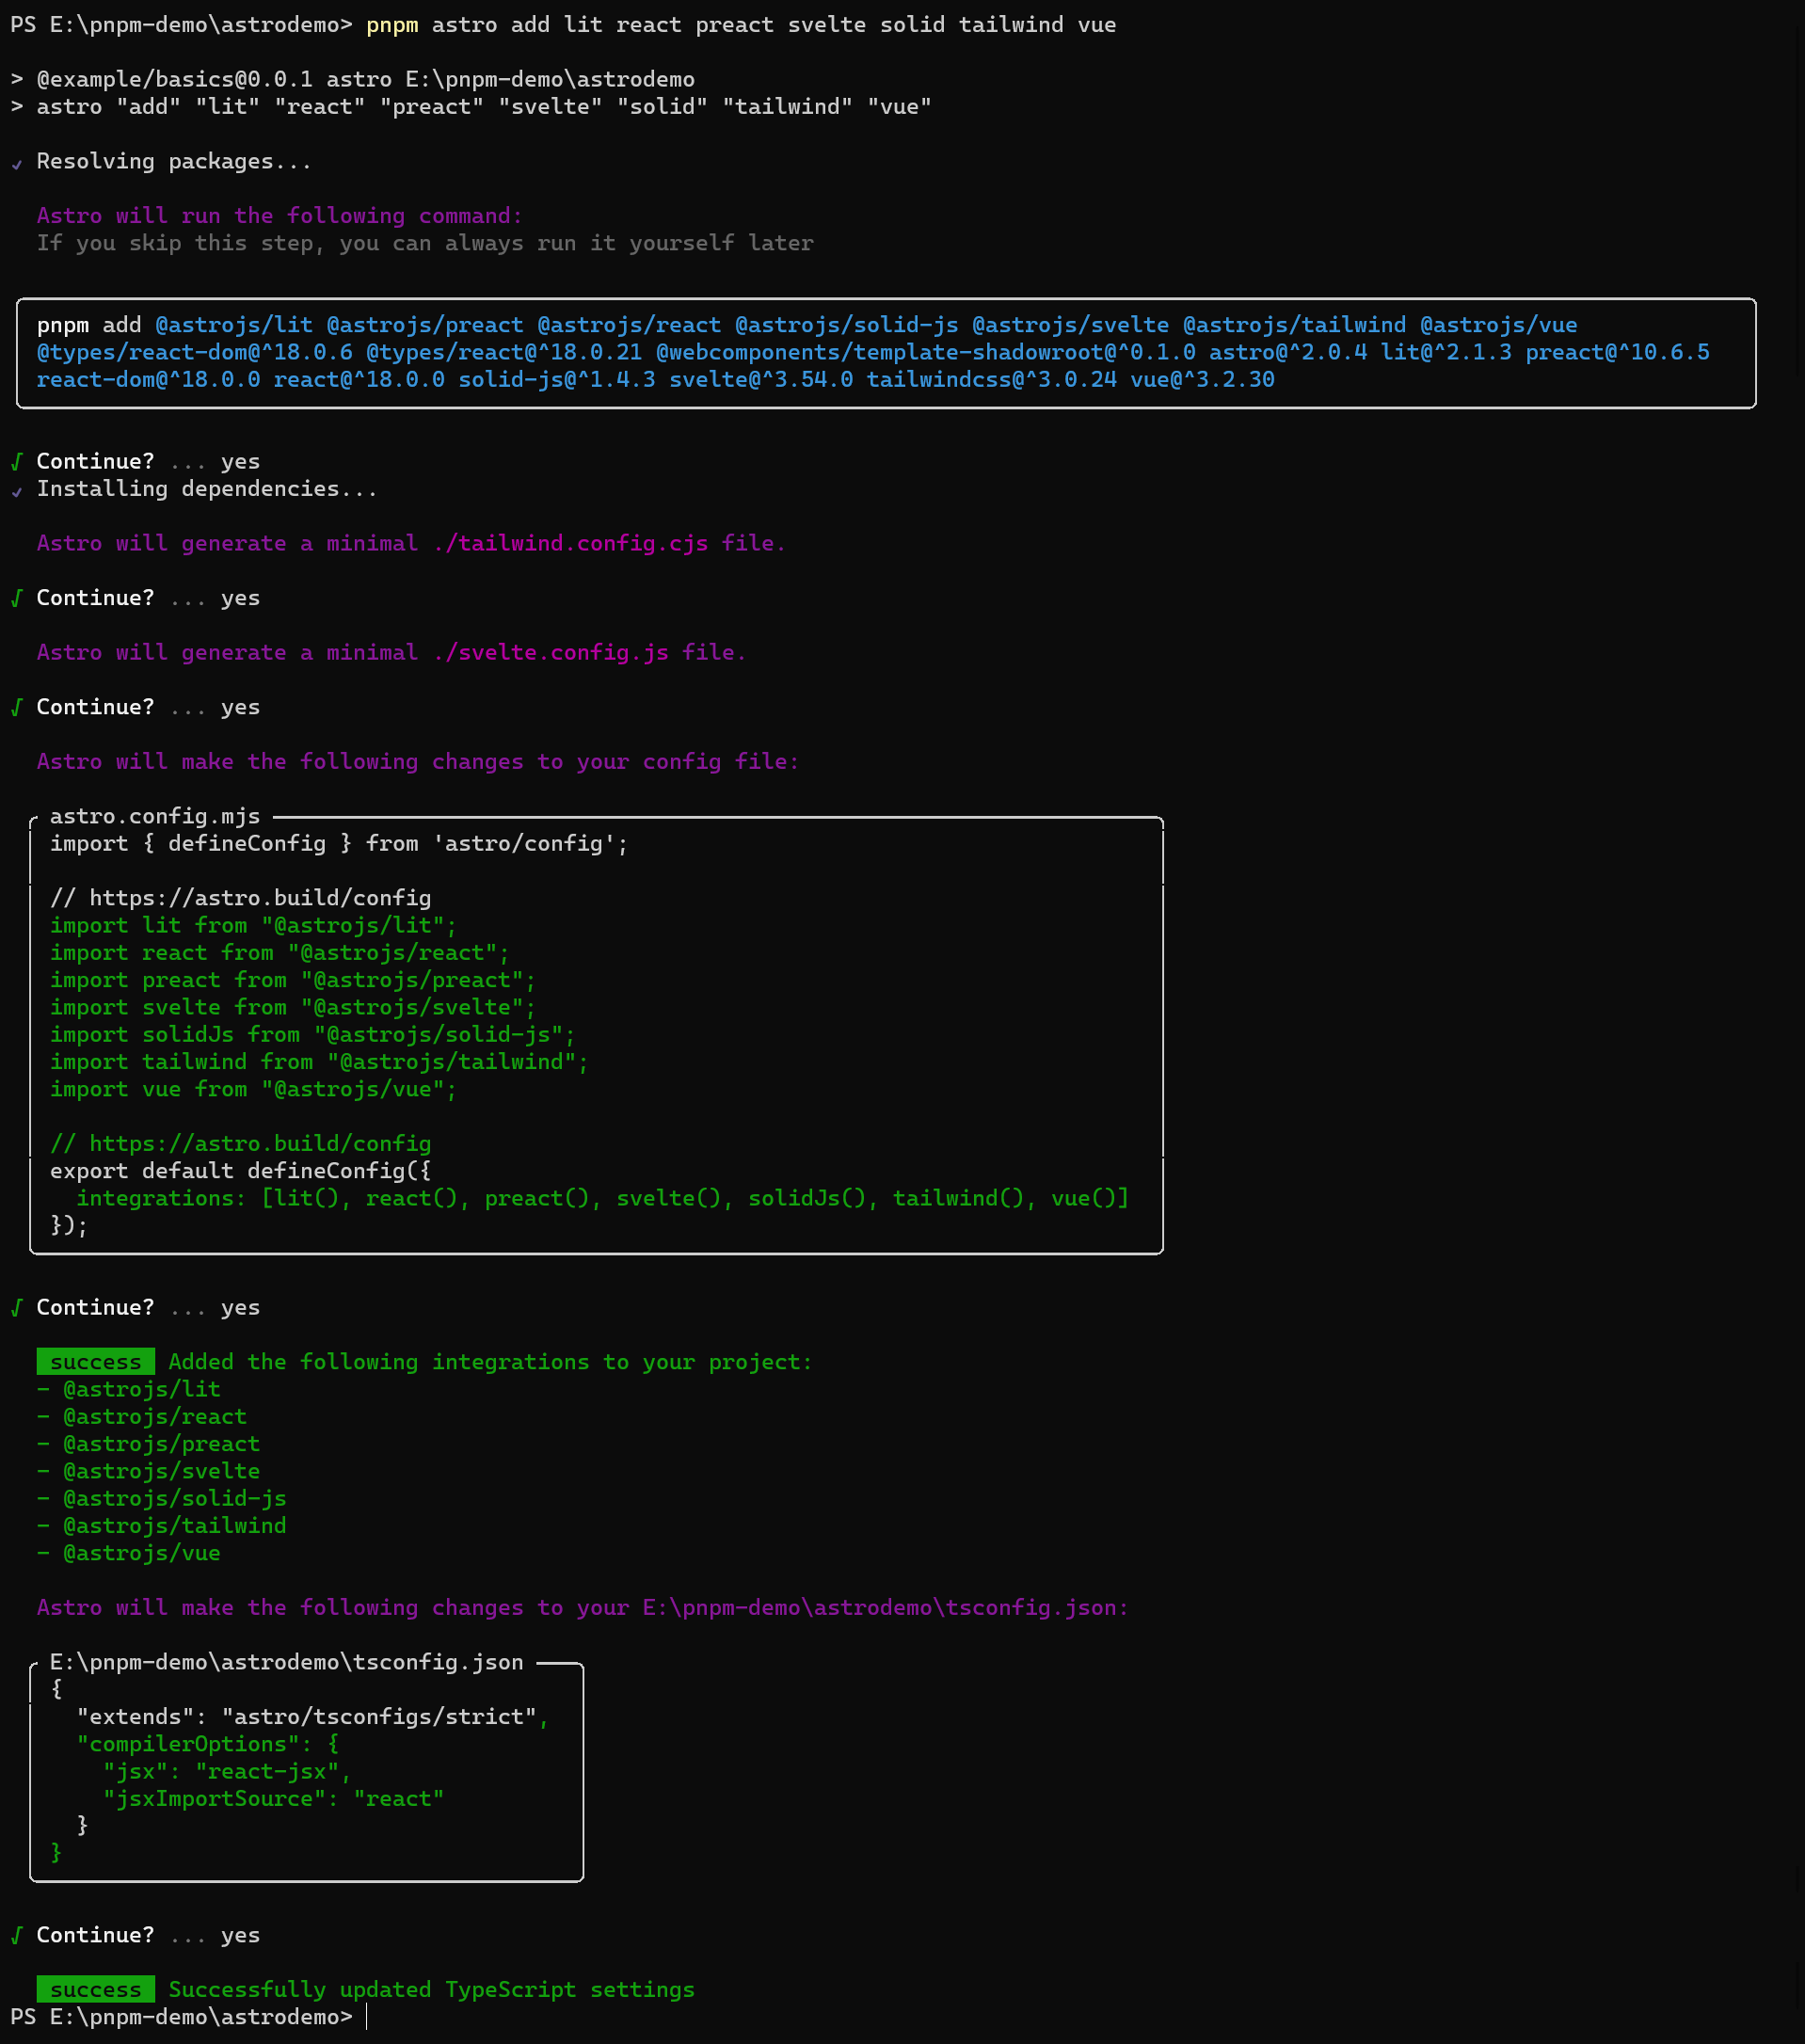 PS E:\pnpm-demo\astrodemo> pnpm astro add lit react preact svelte solid tailwind vue
> @example/basics@0.0.1 astro E:\pnpm-demo\astrodemo
> astro "add" "lit" "react" "preact" "svelte" "solid" "tailwind" "vue"
✔ Resolving packages...
Astro will run the following command:
If you skip this step, you can always run it yourself later
pnpm add @astrojs/lit @astrojs/preact @astrojs/react @astrojs/solid-js @astrojs/svelte @astrojs/tailwind @astrojs/vue
@types/react-dom@^18.0.6 @types/react@^18.0.21 @webcomponents/template-shadowroot@^0.1.0 astro@^2.0.4 lit@^2.1.3 preact@^10.6.5
react-dom@^18.0.0 react@^18.0.0 solid-js@^1.4.3 svelte@^3.54.0 tailwindcss@^3.0.24 vue@^3.2.30
√ Continue? ... yes
✔ Installing dependencies...
Astro will generate a minimal ./tailwind.config.cjs file.
√ Continue? ... yes
Astro will generate a minimal ./svelte.config.js file.
√ Continue? ... yes
Astro will make the following changes to your config file:
astro.config.mjs
import { defineConfig } from 'astro/config';
// https://astro.build/config
import lit from "@astrojs/lit";
import react from "@astrojs/react";
import preact from "@astrojs/preact";
import svelte from "@astrojs/svelte";
import solidJs from "@astrojs/solid-js";
import tailwind from "@astrojs/tailwind";
import vue from "@astrojs/vue";
// https://astro.build/config
export default defineConfig({
  integrations: [lit(), react(), preact(), svelte(), solidJs(), tailwind(), vue()]
});
√ Continue? ... yes
success Added the following integrations to your project:
- @astrojs/lit
- @astrojs/react
- @astrojs/preact
- @astrojs/svelte
- @astrojs/solid-js
- @astrojs/tailwind
- @astrojs/vue
Astro will make the following changes to your E:\pnpm-demo\astrodemo\tsconfig.json:
E:\pnpm-demo\astrodemo\tsconfig.json
{
  "extends": "astro/tsconfigs/strict",
  "compilerOptions": {
    "jsx": "react-jsx",
    "jsxImportSource": "react"
  }
}
√ Continue? ... yes
success Successfully updated TypeScript settings
PS E:\pnpm-demo\astrodemo>